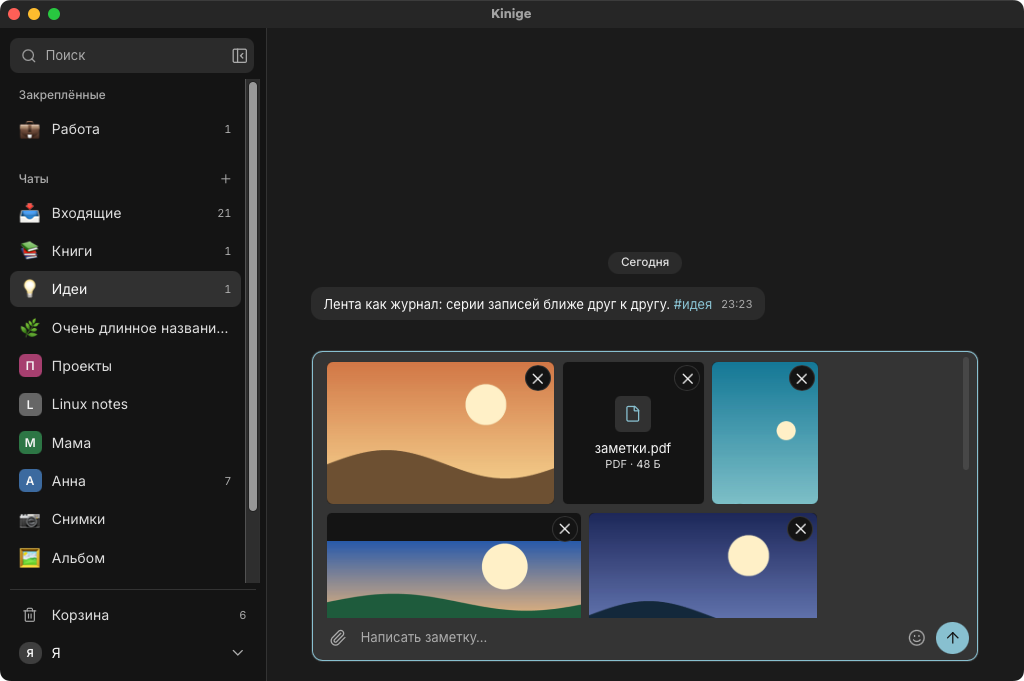 Kinige
Поиск
Закреплённые
Работа 1
Чаты +
Входящие 21
Книги 1
Идеи 1
Очень длинное названи...
П Проекты
L Linux notes
М Мама
А Анна 7
Снимки
Альбом
Корзина 6
Я Я
Сегодня
Лента как журнал: серии записей ближе друг к другу. #идея 23:23
заметки.pdf
PDF · 48 Б
Написать заметку...